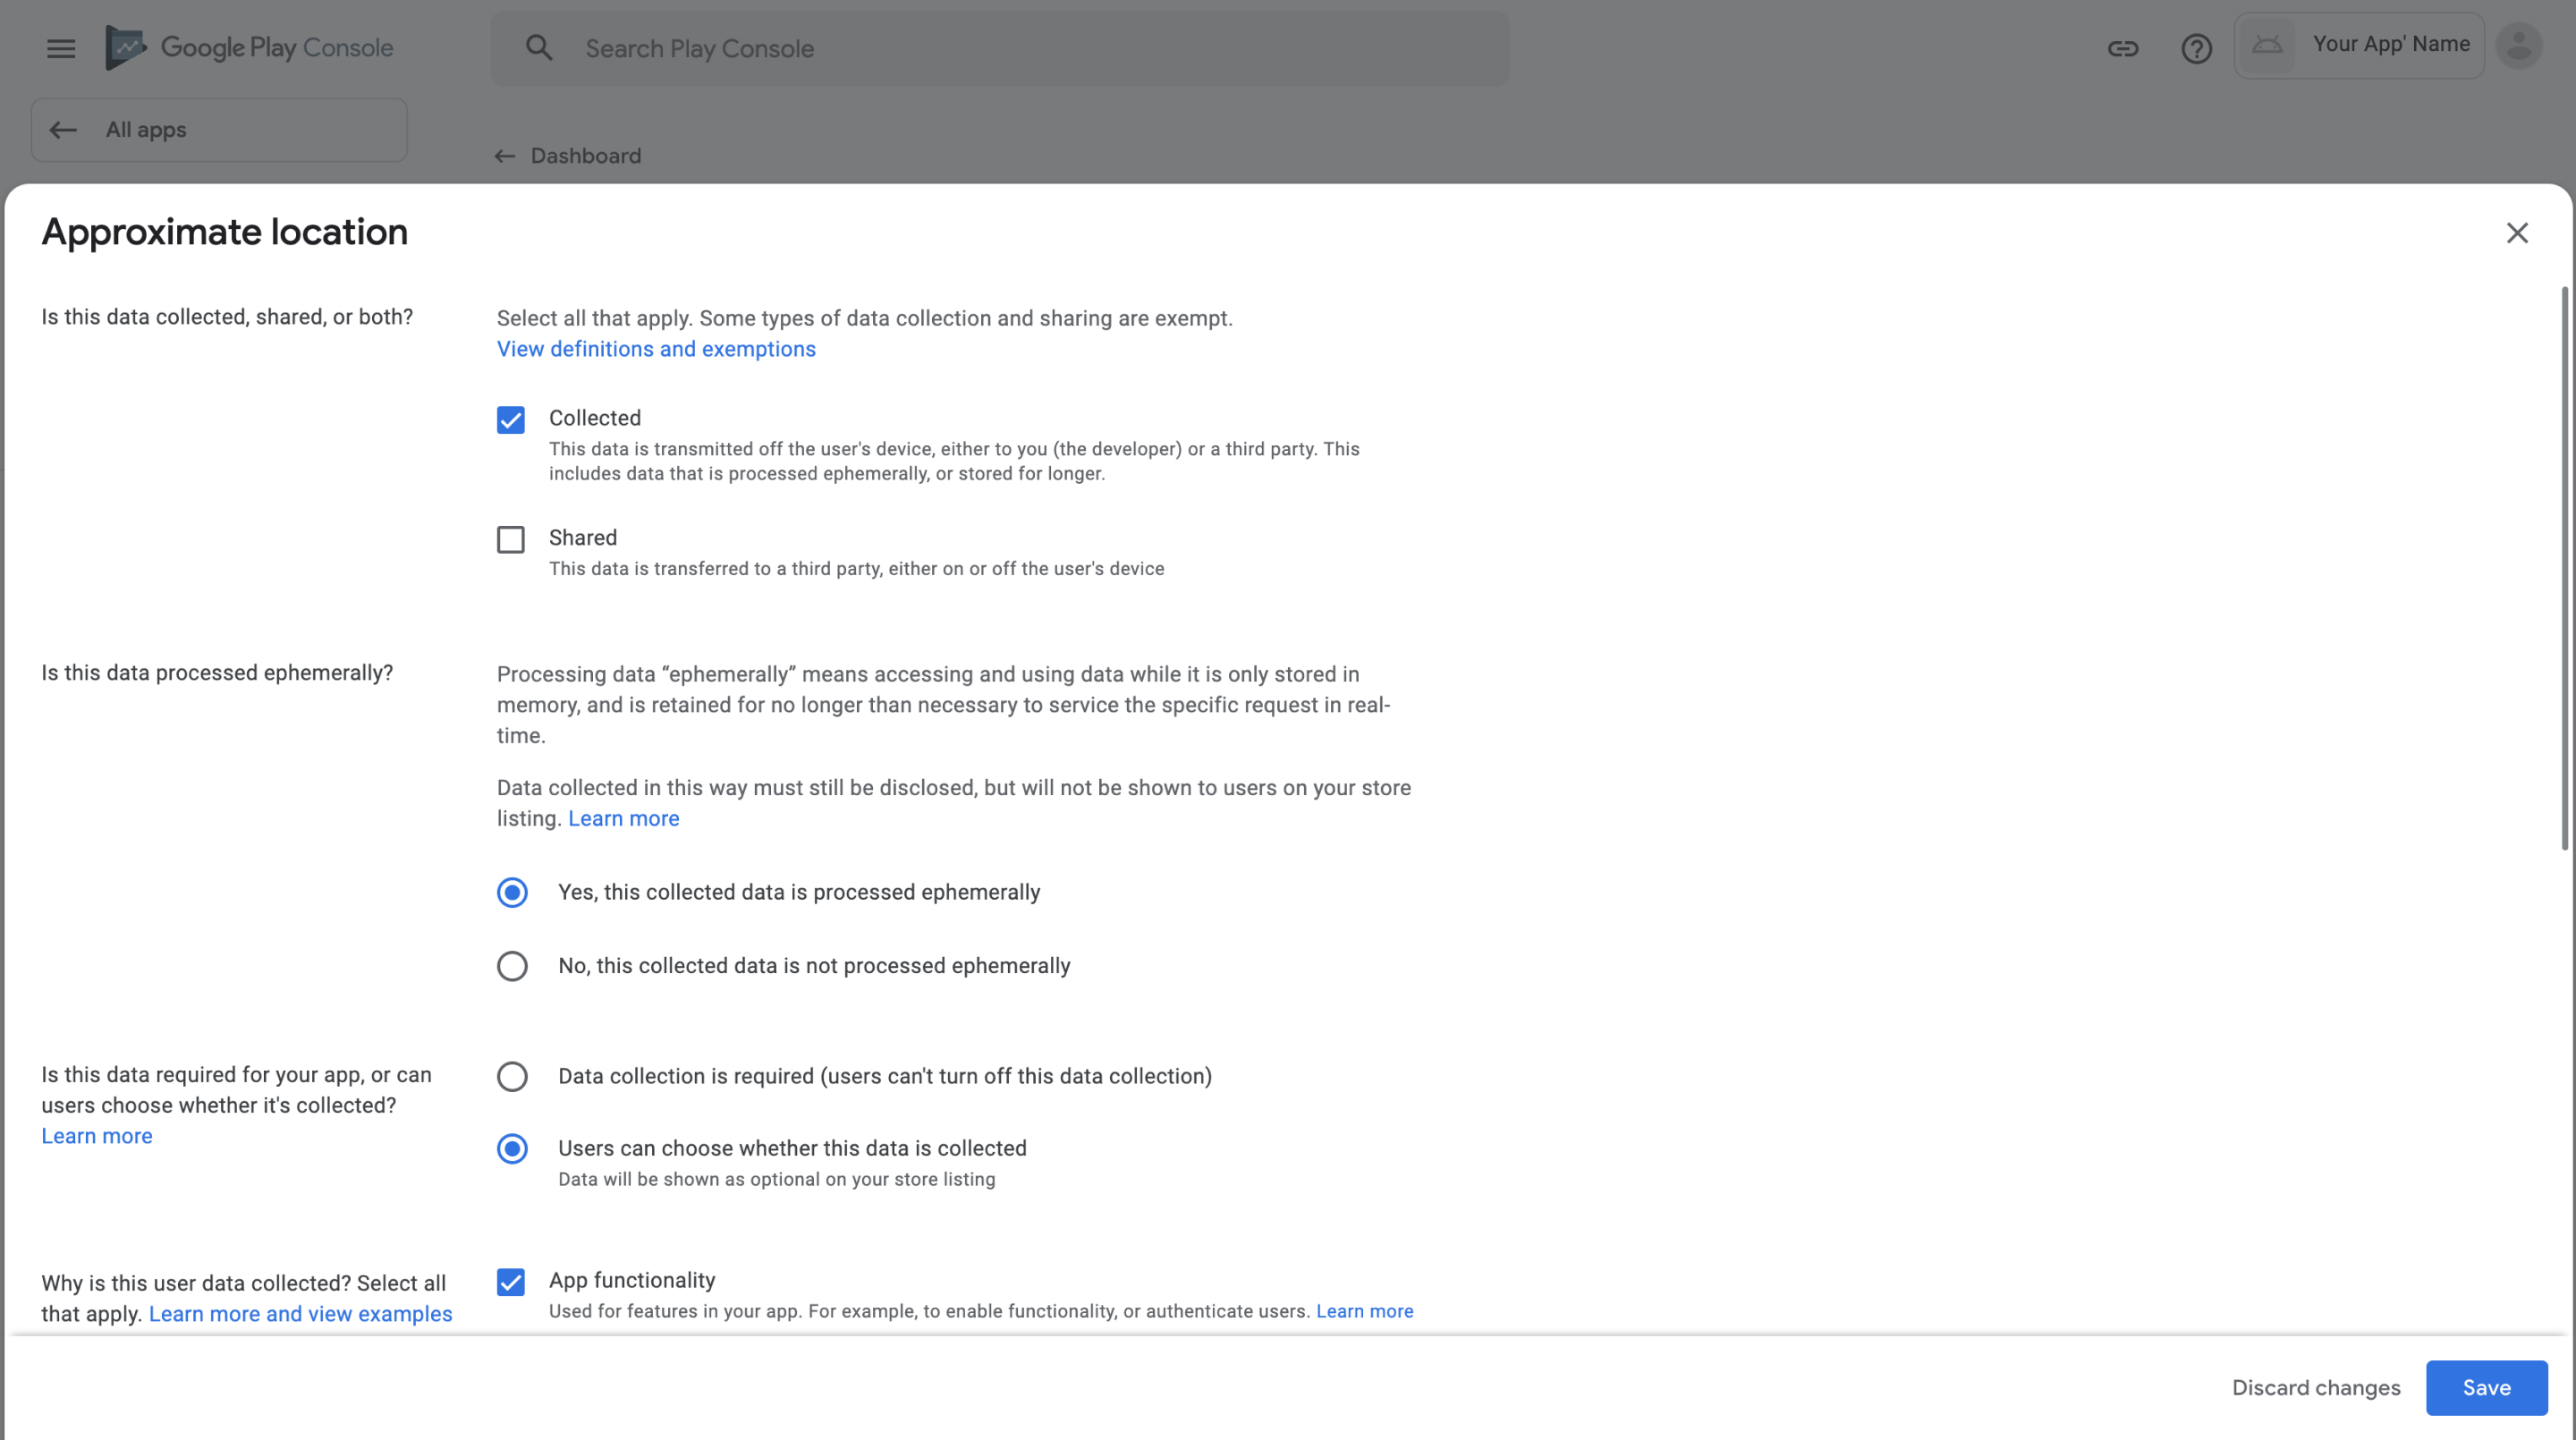 Google Play Console
Search Play Console
Your App' Name
All apps
Dashboard
Approximate location
Is this data collected, shared, or both?
Select all that apply. Some types of data collection and sharing are exempt.
View definitions and exemptions
Collected
This data is transmitted off the user's device, either to you (the developer) or a third party. This
includes data that is processed ephemerally, or stored for longer.
Shared
This data is transferred to a third party, either on or off the user's device
Is this data processed ephemerally?
Processing data “ephemerally” means accessing and using data while it is only stored in
memory, and is retained for no longer than necessary to service the specific request in real-
time.
Data collected in this way must still be disclosed, but will not be shown to users on your store
listing. Learn more
Yes, this collected data is processed ephemerally
No, this collected data is not processed ephemerally
Is this data required for your app, or can
users choose whether it's collected?
Learn more
Data collection is required (users can't turn off this data collection)
Users can choose whether this data is collected
Data will be shown as optional on your store listing
Why is this user data collected? Select all
that apply. Learn more and view examples
App functionality
Used for features in your app. For example, to enable functionality, or authenticate users. Learn more
Discard changes
Save